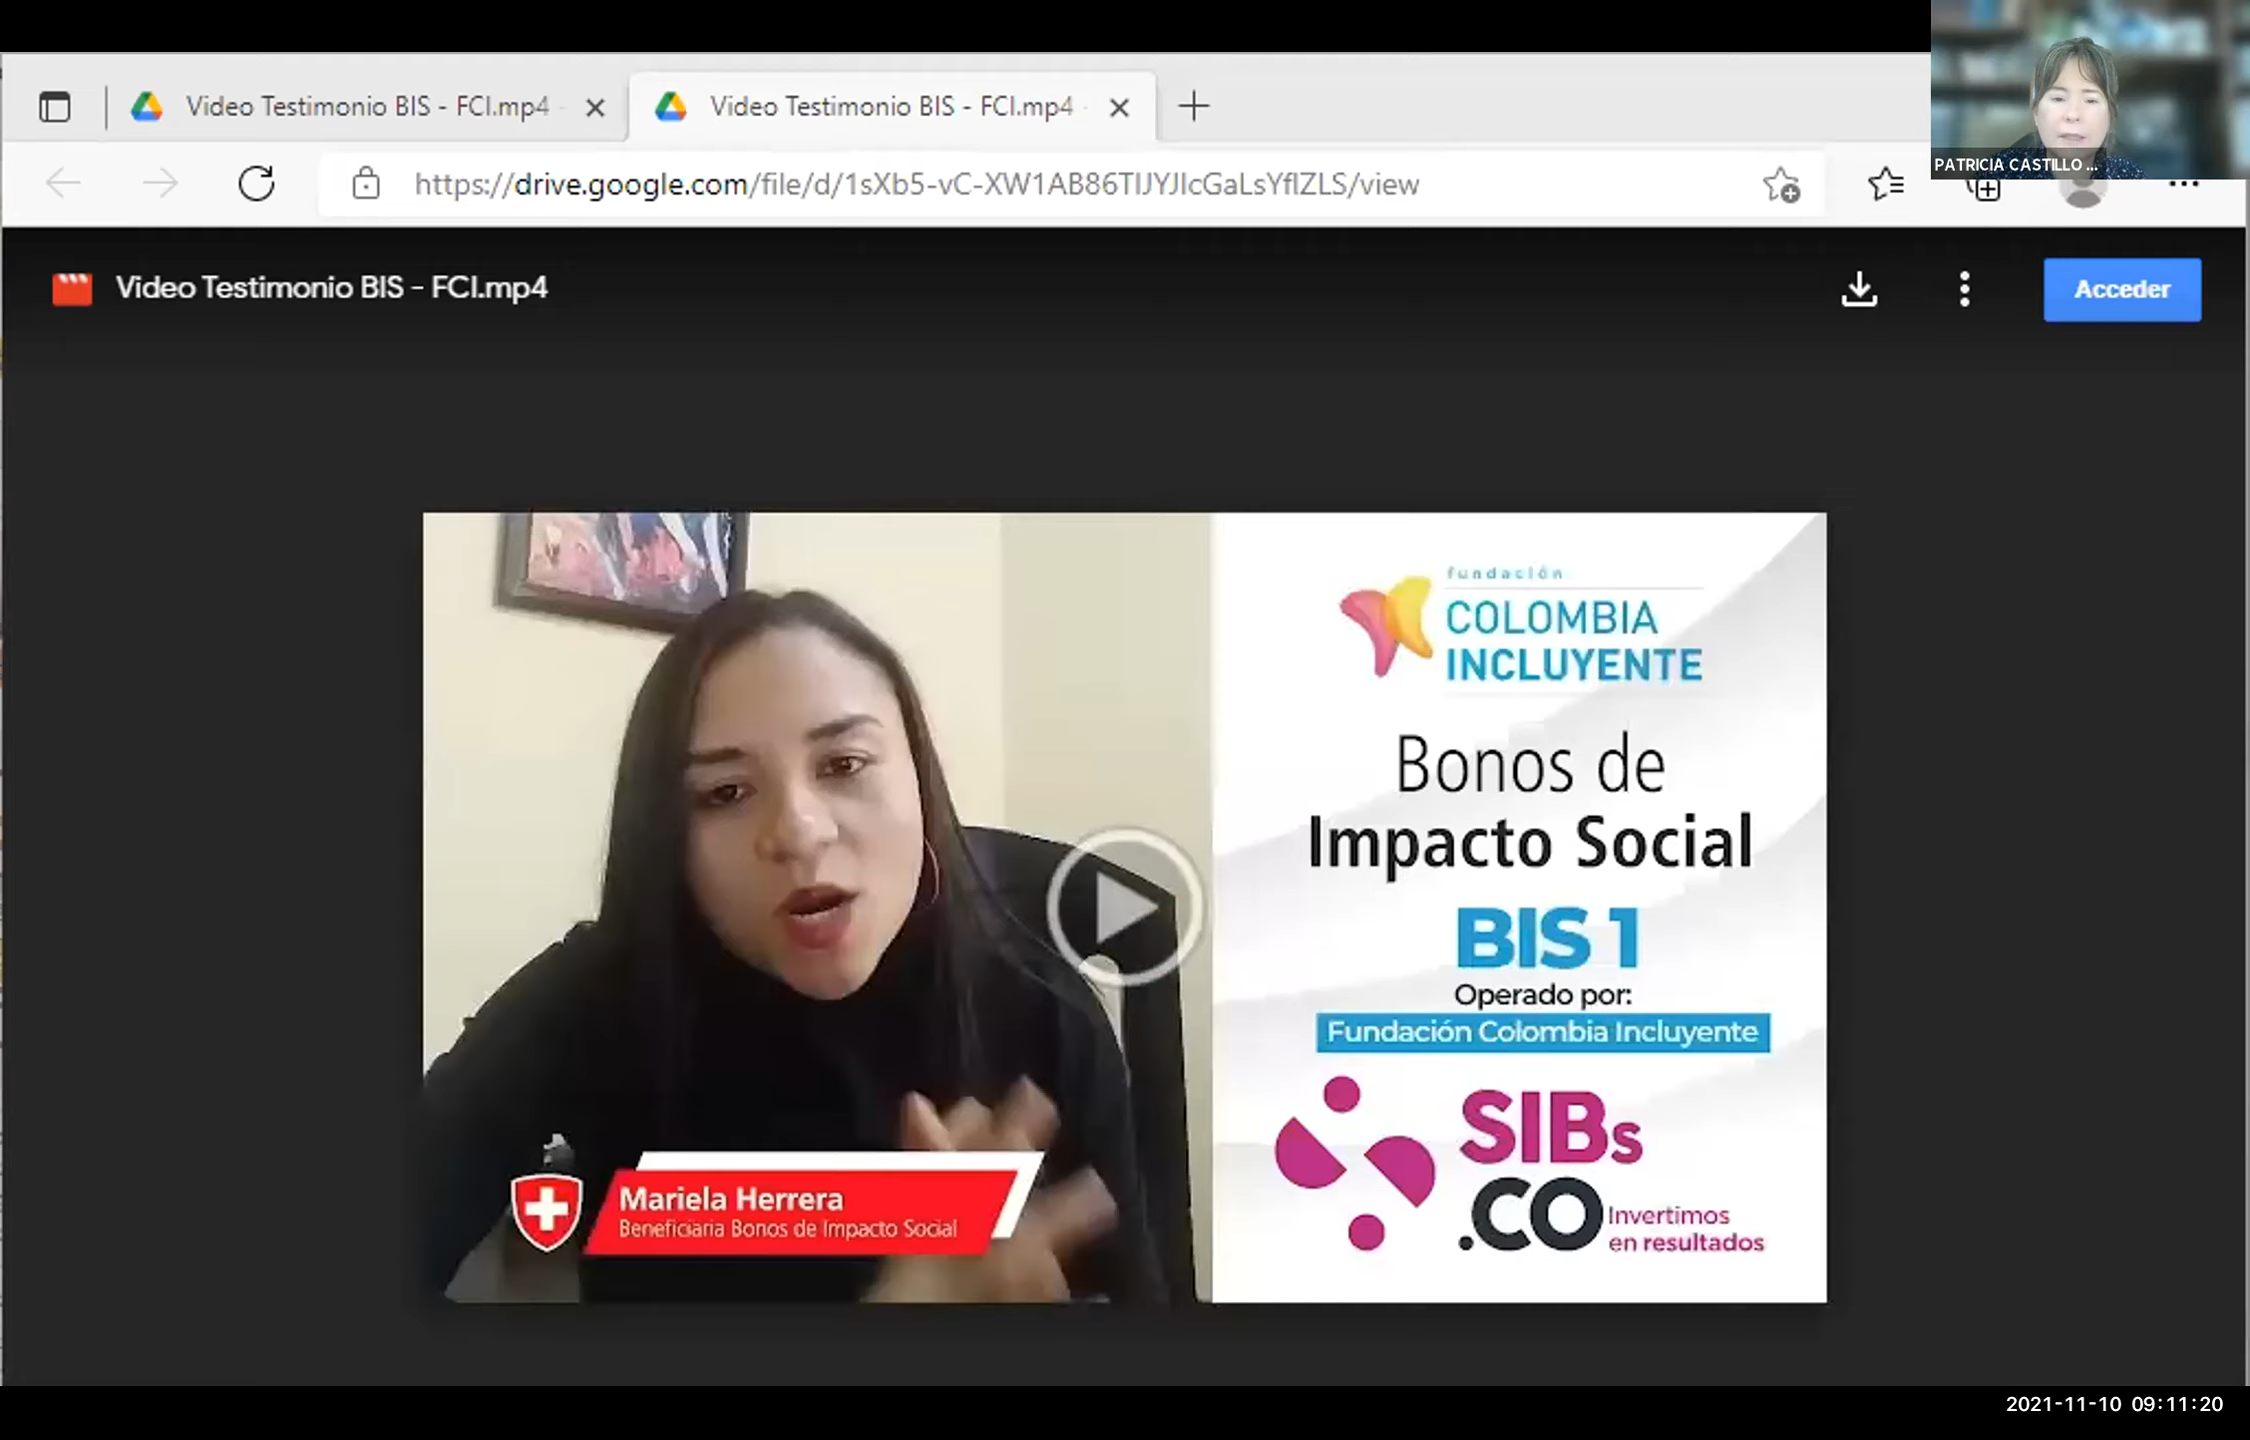 Video Testimonio BIS - FCI.mp4
Video Testimonio BIS - FCI.mp4
PATRICIA CASTILLO ...
https://drive.google.com/file/d/1sXb5-vC-XW1AB86TIJYJIcGaLsYfIZLS/view
Video Testimonio BIS - FCI.mp4
Acceder
fundación
COLOMBIA
INCLUYENTE
Bonos de
Impacto Social
BIS 1
Operado por:
Fundación Colombia Incluyente
SIBs
.CO
Invertimos
en resultados
Mariela Herrera
Beneficiaria Bonos de Impacto Social
2021-11-10 09:11:20